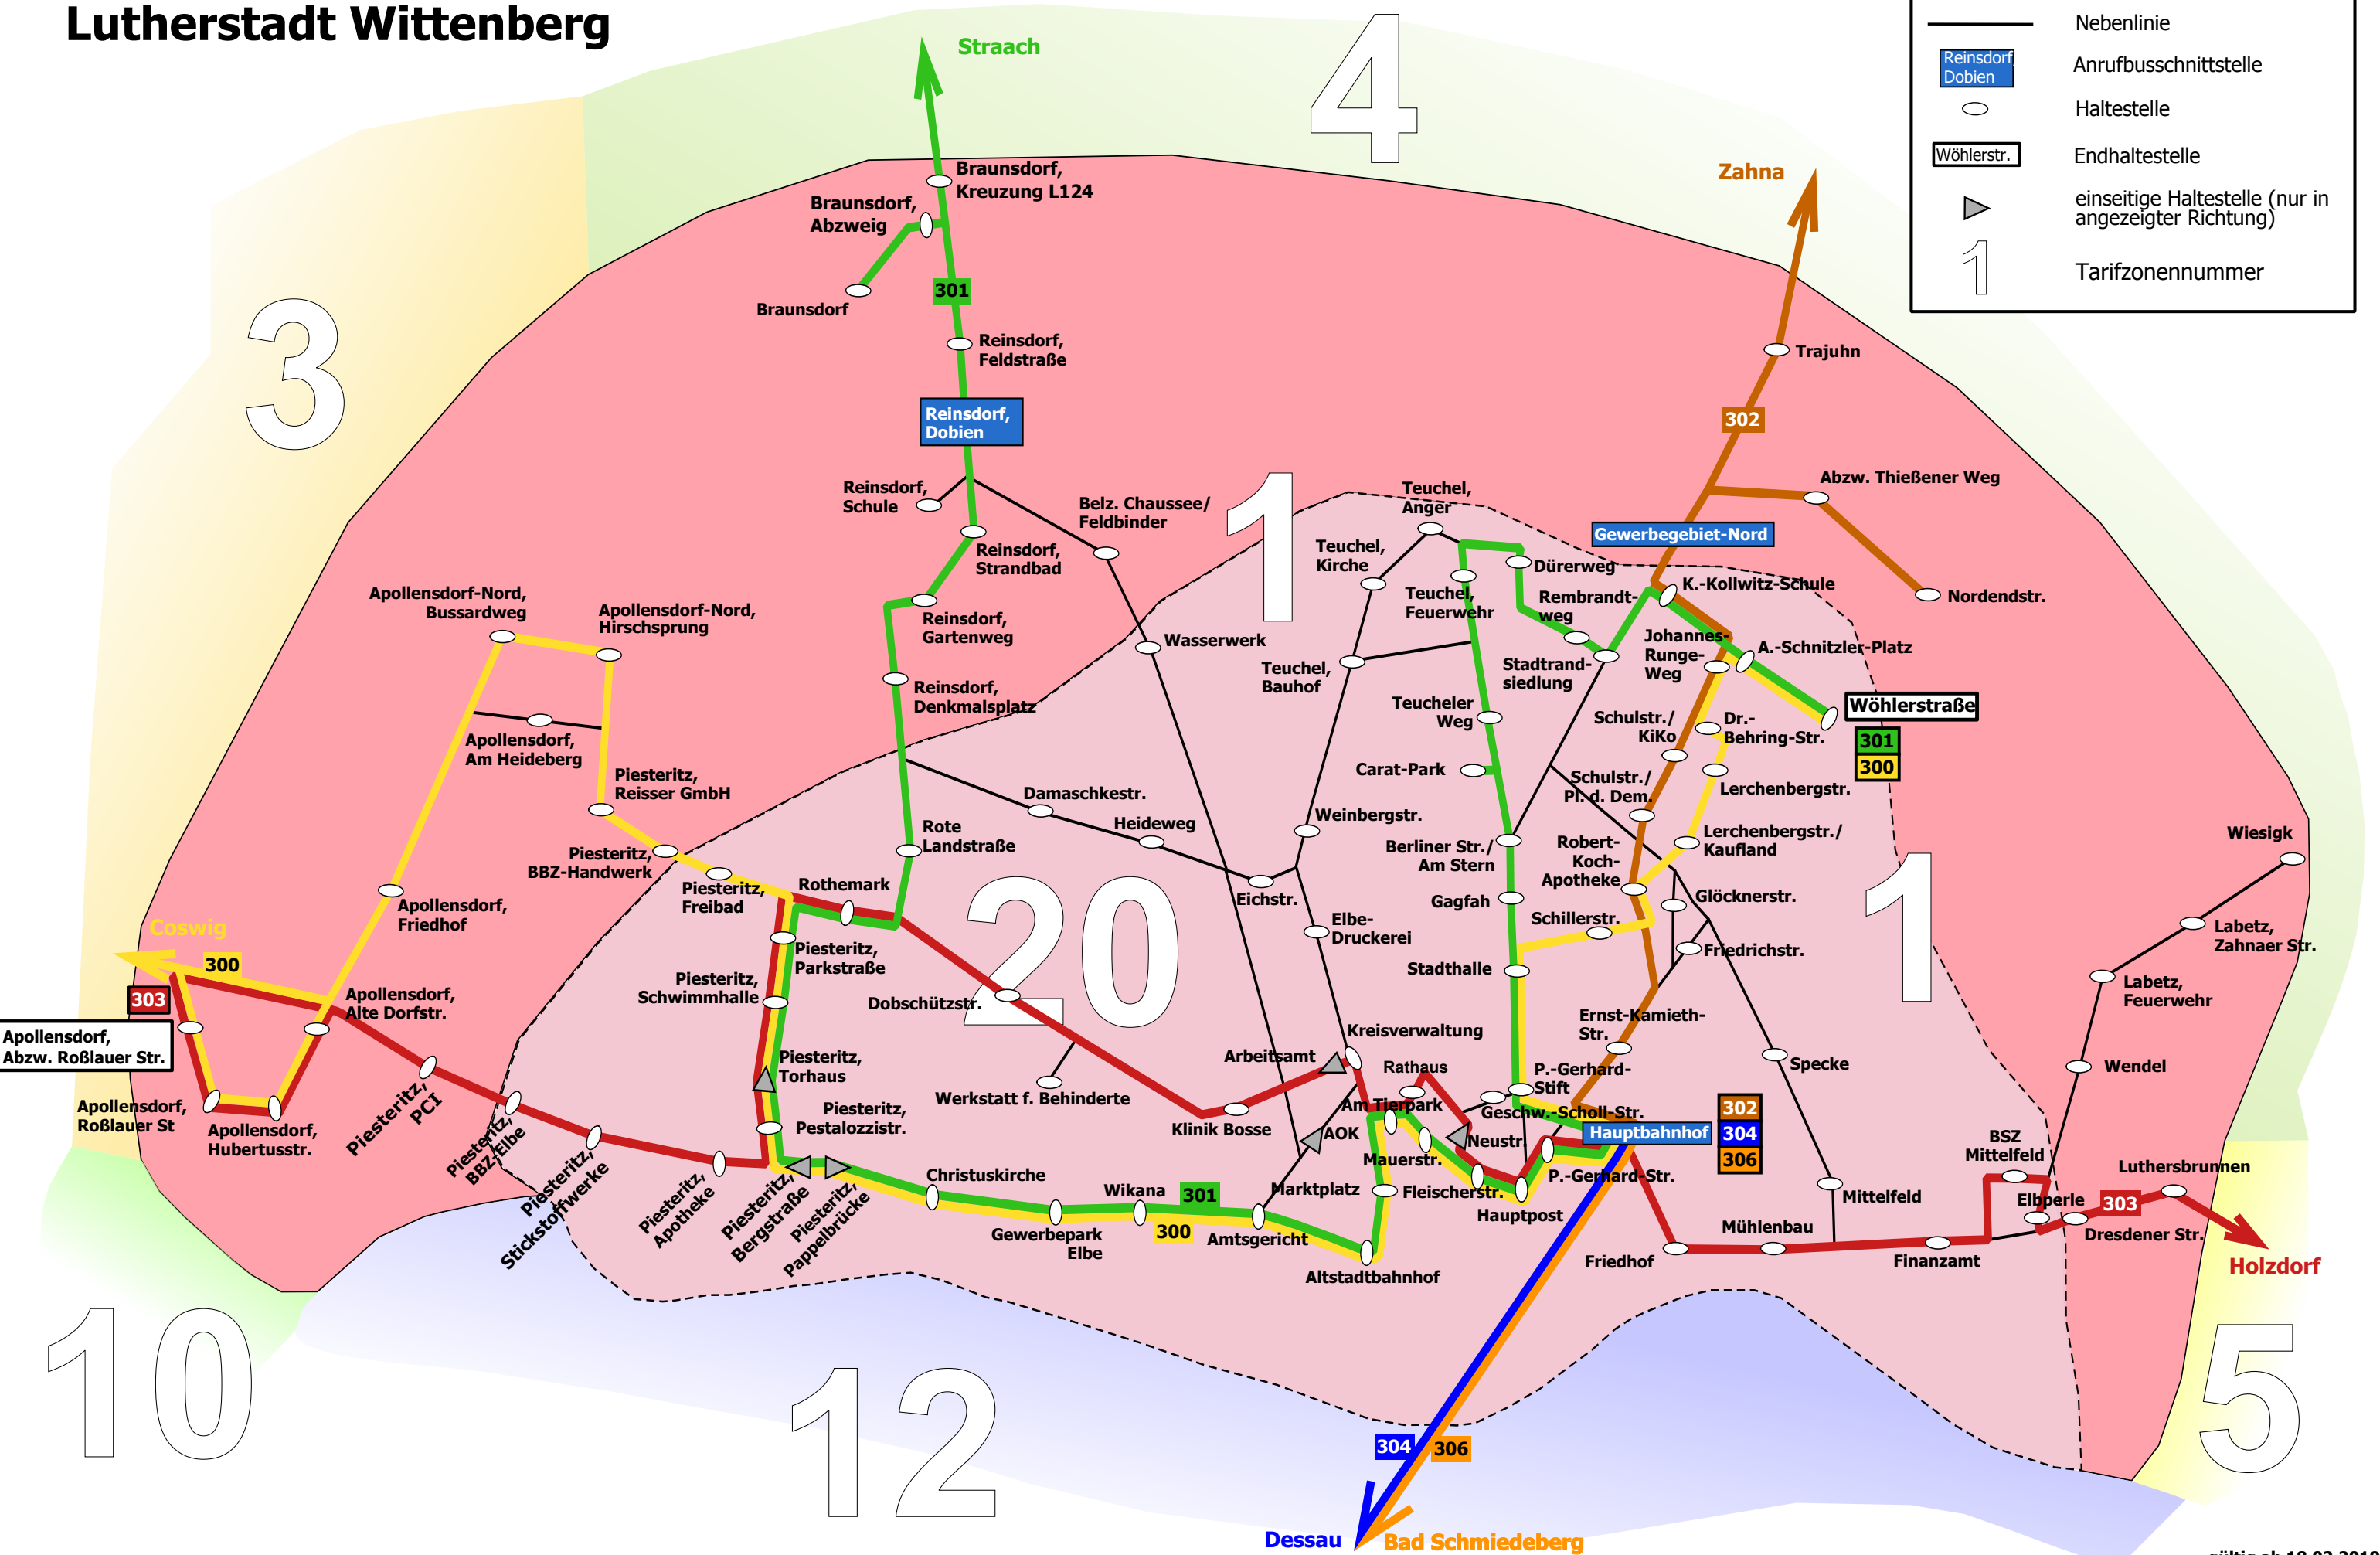 Lutherstadt Wittenberg
Nebenlinie
Reinsdorf,
Dobien
Anrufbusschnittstelle
Haltestelle
Wöhlerstr.
Endhaltestelle
einseitige Haltestelle (nur in
angezeigter Richtung)
1
Tarifzonennummer
Straach
4
Zahna
Braunsdorf,
Kreuzung L124
Braunsdorf,
Abzweig
301
Braunsdorf
3
Reinsdorf,
Feldstraße
Trajuhn
302
Reinsdorf,
Dobien
Reinsdorf,
Schule
Belz. Chaussee/
Feldbinder
1
Teuchel,
Anger
Abzw. Thießener Weg
Gewerbegebiet-Nord
Reinsdorf,
Strandbad
Teuchel,
Kirche
Dürerweg
K.-Kollwitz-Schule
Nordendstr.
Apollensdorf-Nord,
Bussardweg
Apollensdorf-Nord,
Hirschsprung
Reinsdorf,
Gartenweg
Teuchel,
Feuerwehr
Rembrandt-
weg
Wasserwerk
Johannes-
Runge-
Weg
A.-Schnitzler-Platz
Teuchel,
Bauhof
Stadtrand-
siedlung
Reinsdorf,
Denkmalsplatz
Wöhlerstraße
301
300
Teucheler
Weg
Schulstr./
KiKo
Dr.-
Behring-Str.
Apollensdorf,
Am Heideberg
Piesteritz,
Reisser GmbH
Carat-Park
Schulstr./
Pl. d. Dem.
Lerchenbergstr.
Damaschkestr.
Heideweg
Weinbergstr.
Rote
Landstraße
Berliner Str./
Am Stern
Robert-
Koch-
Apotheke
Lerchenbergstr./
Kaufland
Wiesigk
Piesteritz,
BBZ-Handwerk
Piesteritz,
Freibad
Rothemark
Eichstr.
Gagfah
Glöcknerstr.
1
Apollensdorf,
Friedhof
20
Elbe-
Druckerei
Schillerstr.
Friedrichstr.
Labetz,
Zahnaer Str.
Coswig
300
303
Piesteritz,
Parkstraße
Stadthalle
Piesteritz,
Schwimmhalle
Dobschützstr.
Labetz,
Feuerwehr
Apollensdorf,
Alte Dorfstr.
Apollensdorf,
Abzw. Roßlauer Str.
Kreisverwaltung
Ernst-Kamieth-
Str.
Arbeitsamt
Rathaus
Specke
Wendel
Piesteritz,
Torhaus
P.-Gerhard-
Stift
Piesteritz,
PCI
Werkstatt f. Behinderte
Am Tierpark
Geschw.-Scholl-Str.
302
304
306
Apollensdorf,
Roßlauer St
Apollensdorf,
Hubertusstr.
Piesteritz,
BBZ-Elbe
Piesteritz,
Pestalozzistr.
Klinik Bosse
AOK
Neustr.
Hauptbahnhof
BSZ
Mittelfeld
Mauerstr.
P.-Gerhard-Str.
Luthersbrunnen
Piesteritz,
Stickstoffwerke
Piesteritz,
Apotheke
Piesteritz,
Bergstraße
Piesteritz,
Pappelbrücke
Christuskirche
Wikana
301
Marktplatz
Fleischerstr.
Mittelfeld
Elbperle
303
Hauptpost
Gewerbepark
Elbe
300
Amtsgericht
Mühlenbau
Dresdener Str.
Altstadtbahnhof
Friedhof
Finanzamt
Holzdorf
10
12
5
304
306
Dessau
Bad Schmiedeberg